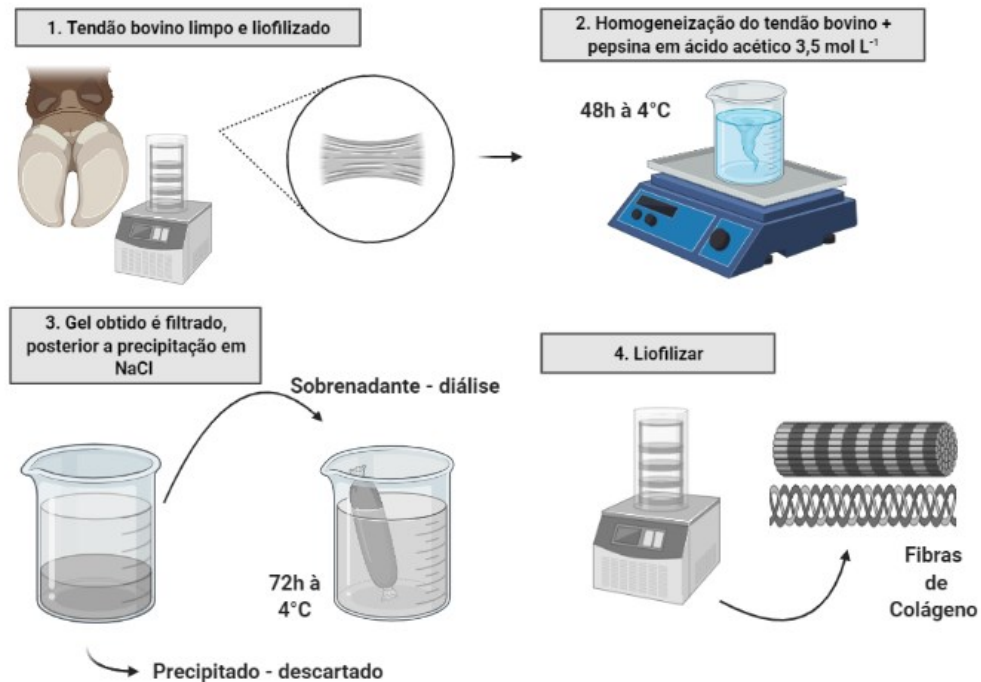 1. Tendão bovino limpo e liofilizado
2. Homogeneização do tendão bovino +
pepsina em ácido acético 3,5 mol L⁻¹
48h à 4°C
3. Gel obtido é filtrado,
posterior a precipitação em
NaCl
Sobrenadante - diálise
72h à
4°C
Precipitado - descartado
4. Liofilizar
Fibras
de
Colágeno